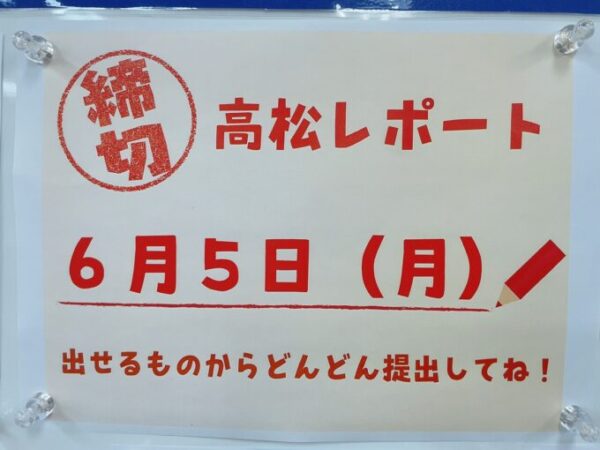 締切
高松レポート
6月5日（月）
出せるものからどんどん提出してね！